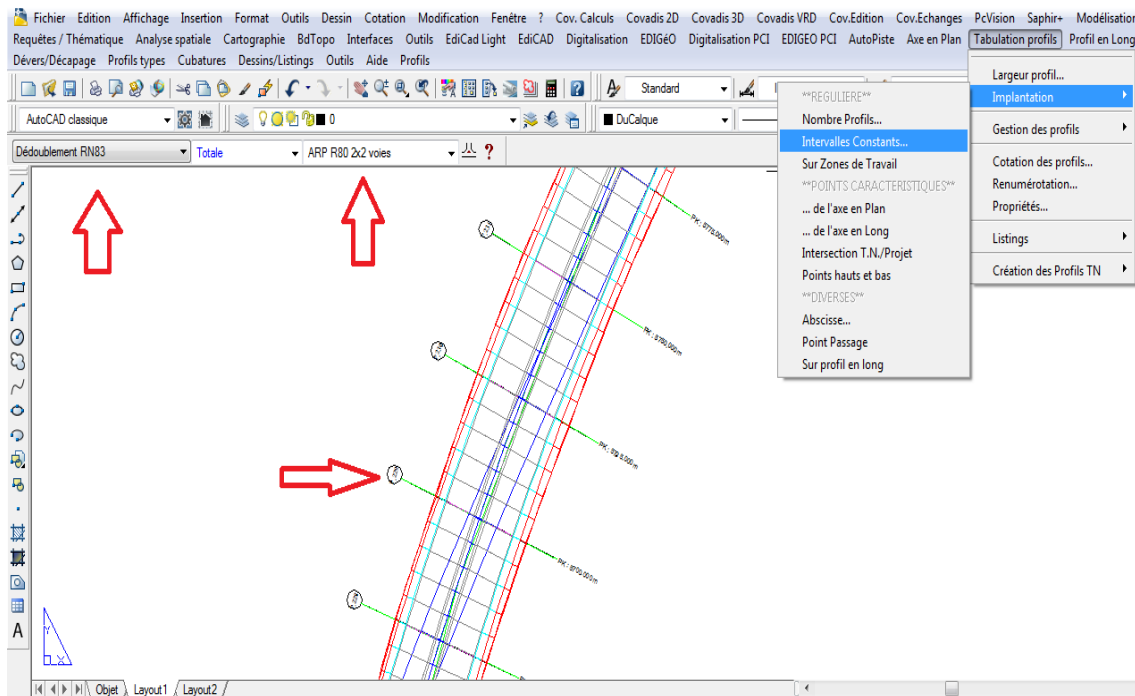 Fichier Edition Affichage Insertion Format Outils Dessin Cotation Modification Fenêtre ? Cov. Calculs Covadis 2D Covadis 3D Covadis VRD Cov.Edition Cov.Echanges PcVision Saphir+ Modélisation
Requêtes / Thématique Analyse spatiale Cartographie BdTopo Interfaces Outils EdiCad Light EdiCAD Digitalisation EDIGéO Digitalisation PCI EDIGEO PCI AutoPiste Axe en Plan Tabulation profils Profil en Long
Dévers/Décapage Profils types Cubatures Dessins/Listings Outils Aide Profils
Standard
AutoCAD classique 0 DuCalque
Dédoublement RN83 Totale ARP R80 2x2 voies
Largeur profil...
Implantation
Gestion des profils
Cotation des profils...
Renumérotation...
Propriétés...
Listings
Création des Profils TN
**REGULIERE**
Nombre Profils...
Intervalles Constants...
Sur Zones de Travail
**POINTS CARACTERISTIQUES**
... de l'axe en Plan
... de l'axe en Long
Intersection T.N./Projet
Points hauts et bas
**DIVERSES**
Abscisse...
Point Passage
Sur profil en long
Y
X
A
Objet Layout1 Layout2